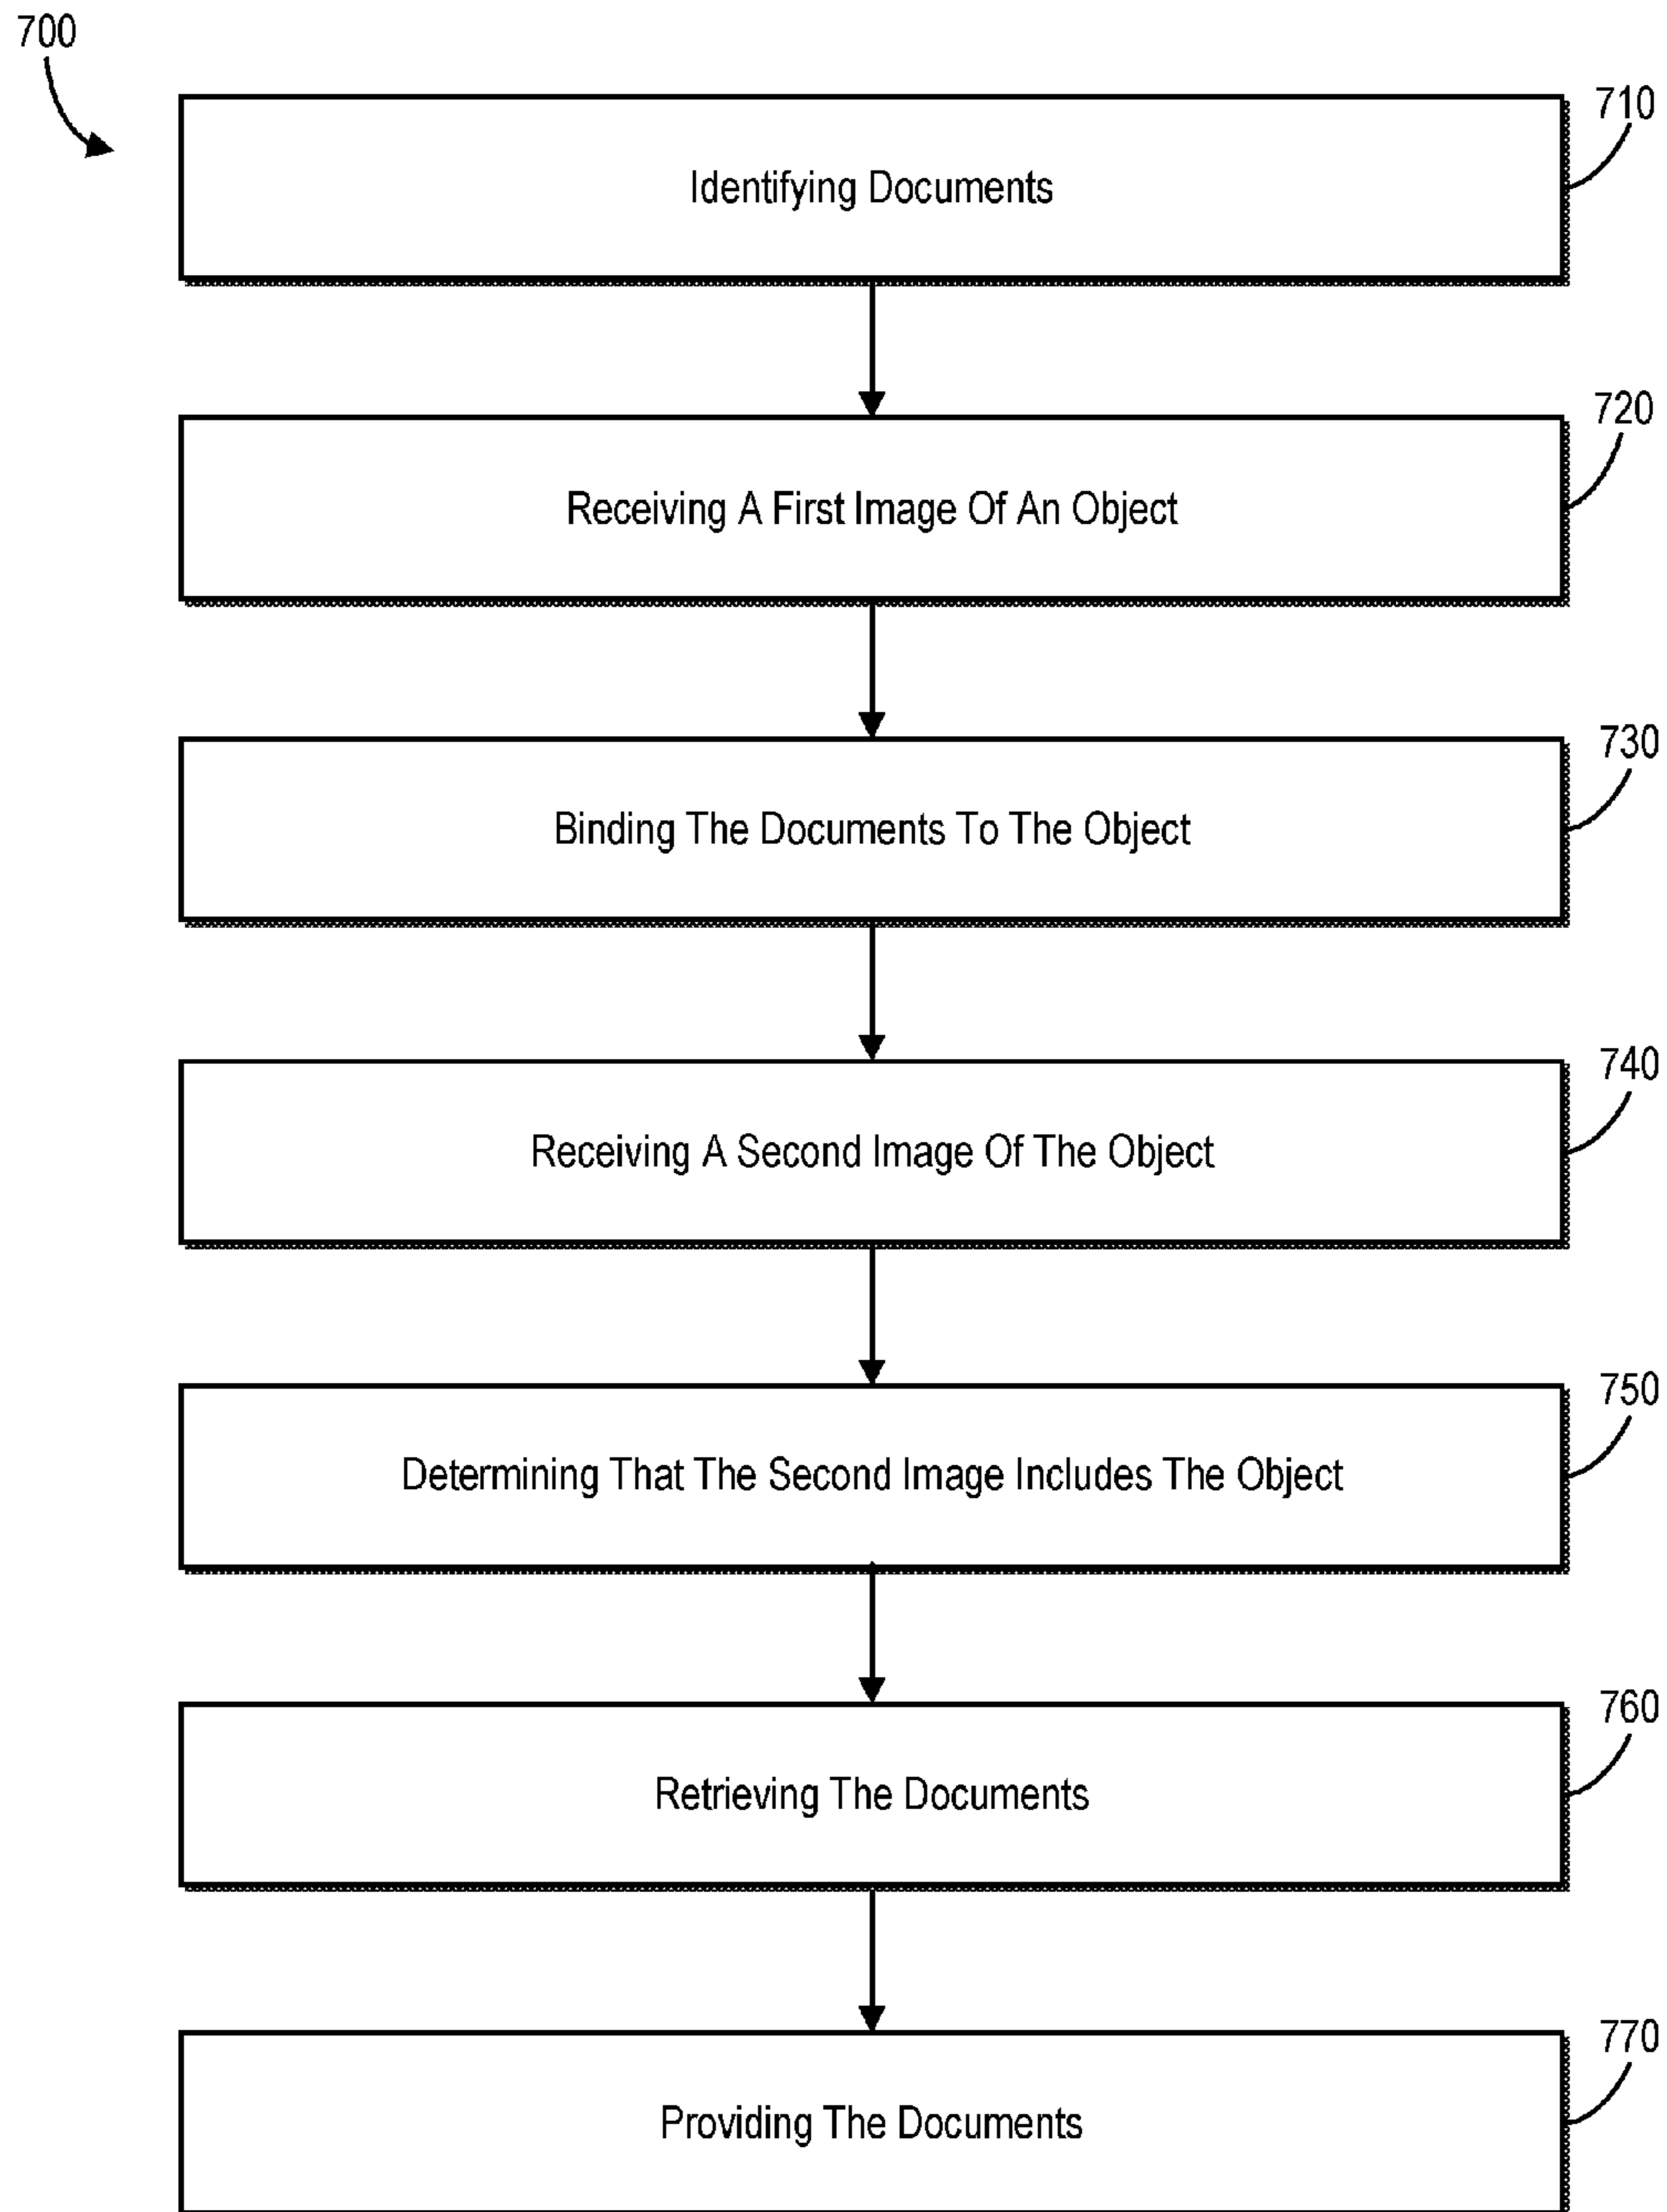 700
710
Identifying Documents
720
Receiving A First Image Of An Object
730
Binding The Documents To The Object
740
Receiving A Second Image Of The Object
750
Determining That The Second Image Includes The Object
760
Retrieving The Documents
770
Providing The Documents